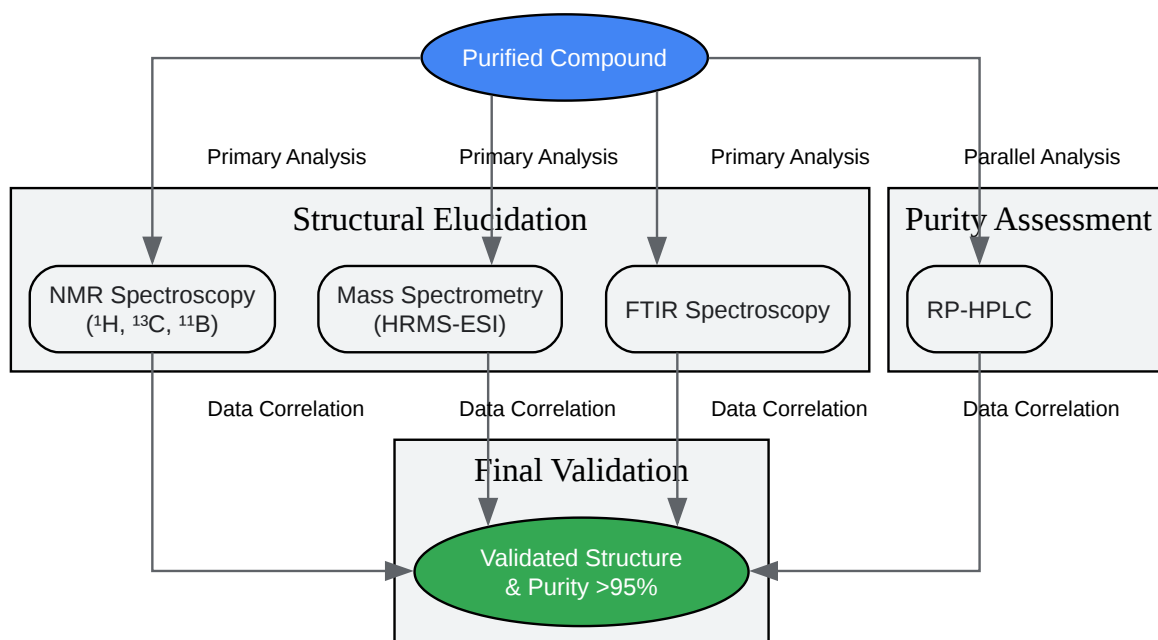 Purified Compound
Primary Analysis
Primary Analysis
Primary Analysis
Parallel Analysis
Structural Elucidation
Purity Assessment
NMR Spectroscopy
(¹H, ¹³C, ¹¹B)
Mass Spectrometry
(HRMS-ESI)
FTIR Spectroscopy
RP-HPLC
Data Correlation
Data Correlation
Data Correlation
Data Correlation
Final Validation
Validated Structure
& Purity >95%